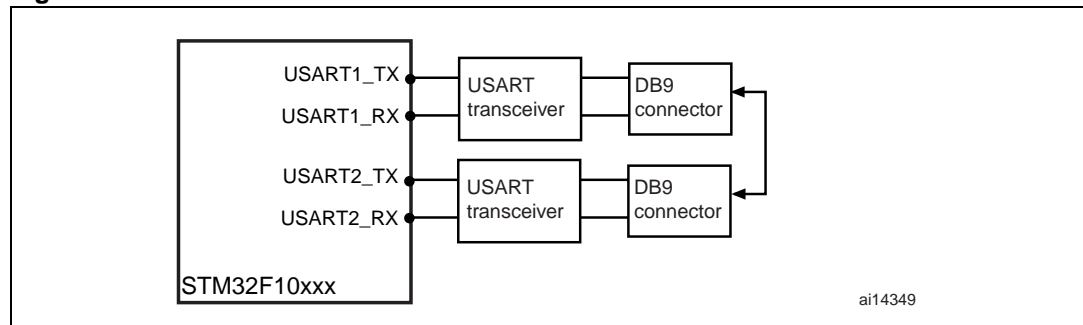 USART1_TX
USART1_RX
USART
transceiver
DB9
connector
USART2_TX
USART2_RX
USART
transceiver
DB9
connector
STM32F10xxx
ai14349